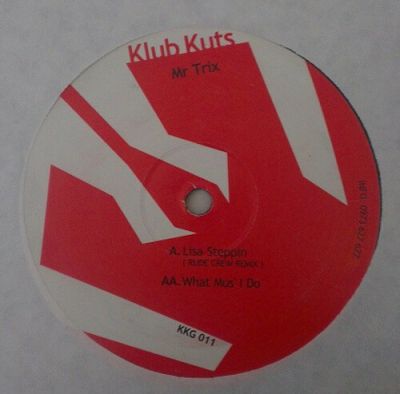 Klub Kuts
Mr Trix
A. Lisa-Steppin
( RUDE CREW REMIX )
AA. What Mus' I Do
KKG 011